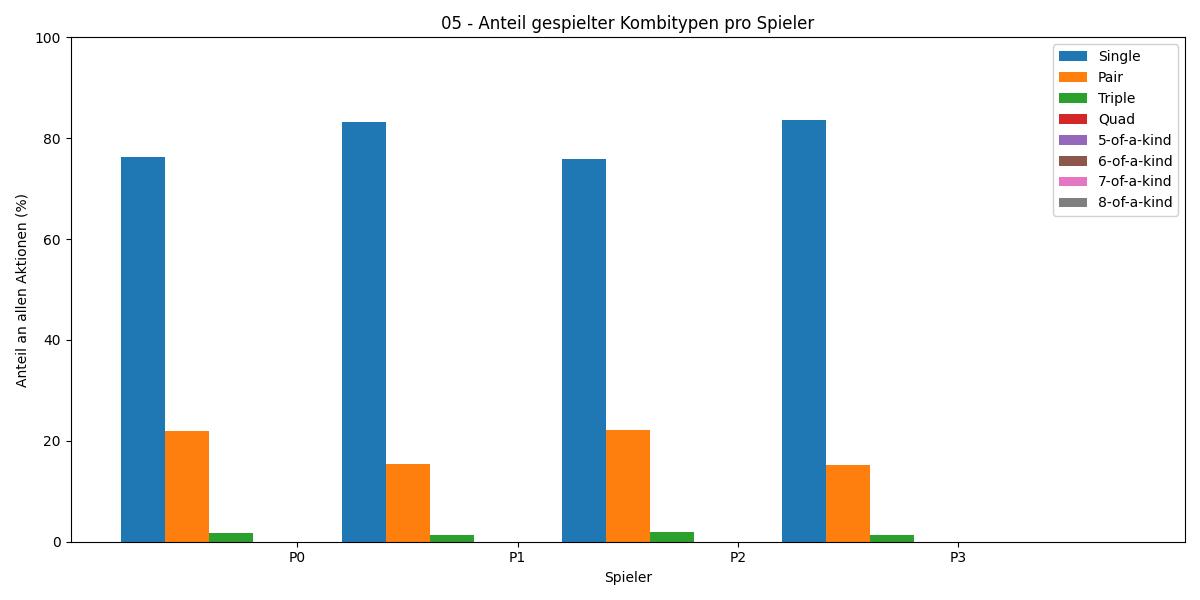 05 - Anteil gespielter Kombitypen pro Spieler
100
80
60
40
20
0
Anteil an allen Aktionen (%)
Single
Pair
Triple
Quad
5-of-a-kind
6-of-a-kind
7-of-a-kind
8-of-a-kind
P0
P1
P2
P3
Spieler